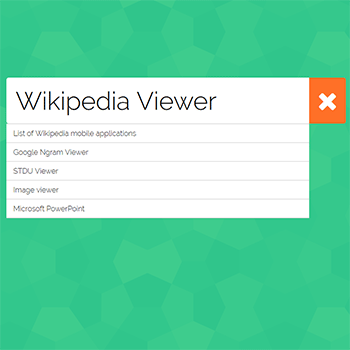 Wikipedia Viewer
List of Wikipedia mobile applications
Google Ngram Viewer
STDU Viewer
Image viewer
Microsoft PowerPoint